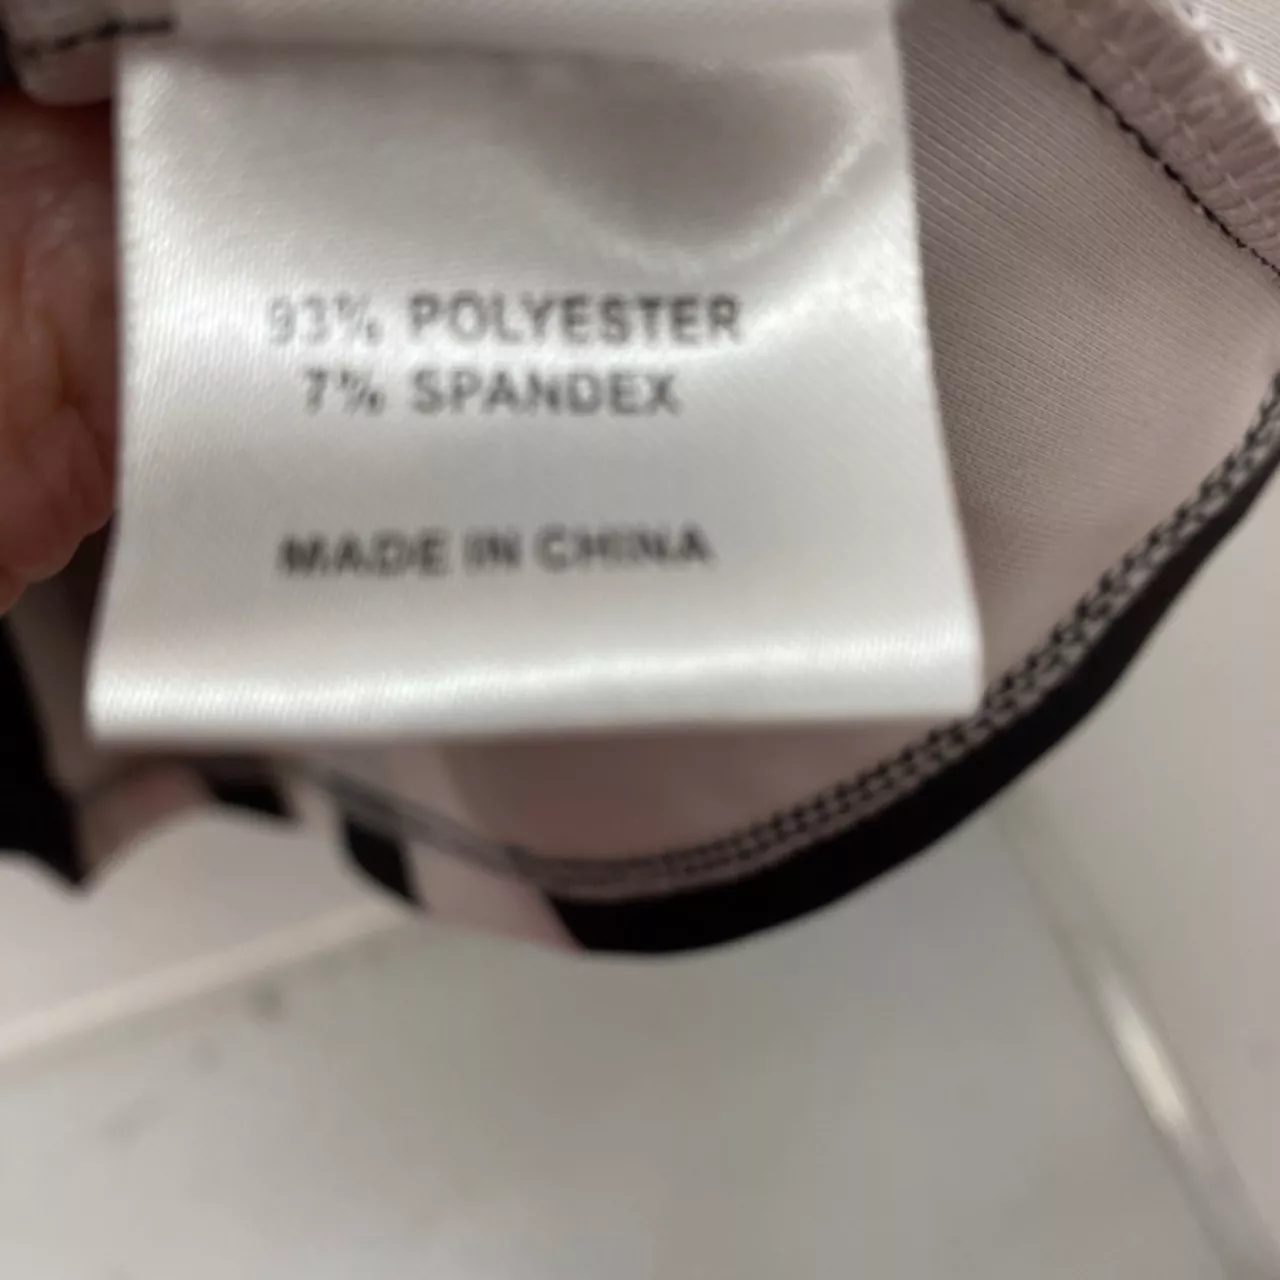 93% POLYESTER
7% SPANDEX
MADE IN CHINA